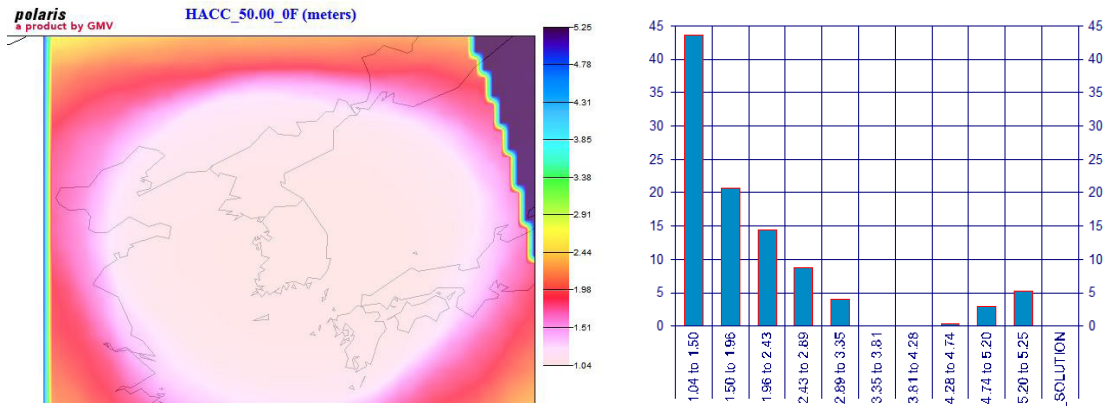 polaris
a product by GMV
HACC_50.00_0F (meters)
5.25
4.78
4.31
3.85
3.38
2.91
2.44
1.98
1.51
1.04
45
40
35
30
25
20
15
10
5
0
45
40
35
30
25
20
15
10
5
0
1.04 to 1.50
1.50 to 1.96
1.96 to 2.43
2.43 to 2.89
2.89 to 3.35
3.35 to 3.81
3.81 to 4.28
4.28 to 4.74
4.74 to 5.20
5.20 to 5.25
_SOLUTION